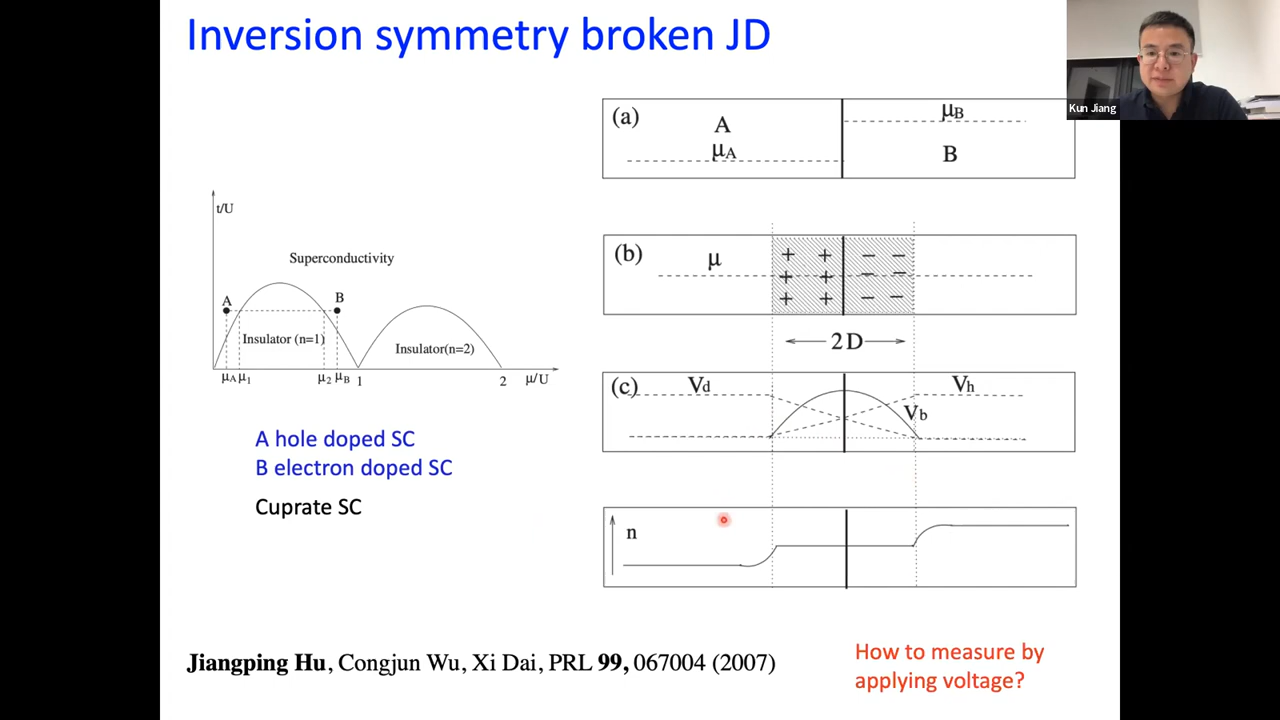 Inversion symmetry broken JD
Kun Jiang
t/U
Superconductivity
A
B
Insulator (n=1)
Insulator(n=2)
μA μ1
μ2 μB 1
2
μ/U
A hole doped SC
B electron doped SC
Cuprate SC
(a)
A
μA
μB
B
(b)
μ
+ + − −
+ + − −
+ + − −
2D
(c)
Vd
Vh
Vb
n
Jiangping Hu, Congjun Wu, Xi Dai, PRL 99, 067004 (2007)
How to measure by
applying voltage?